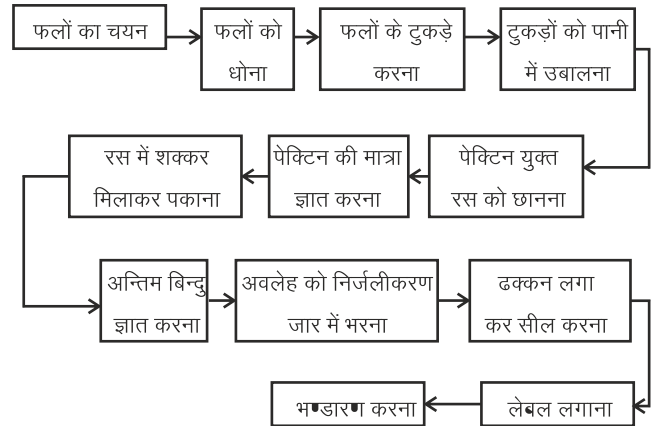 फलों का चयन
फलों को
धोना
फलों के टुकड़े
करना
टुकड़ों को पानी
में उबालना
पेक्टिन युक्त
रस को छानना
पेक्टिन की मात्रा
ज्ञात करना
रस में शक्कर
मिलाकर पकाना
अन्तिम बिन्दु
ज्ञात करना
अवलेह को निर्जलीकरण
जार में भरना
ढक्कन लगा
कर सील करना
लेबल लगाना
भण्डारण करना